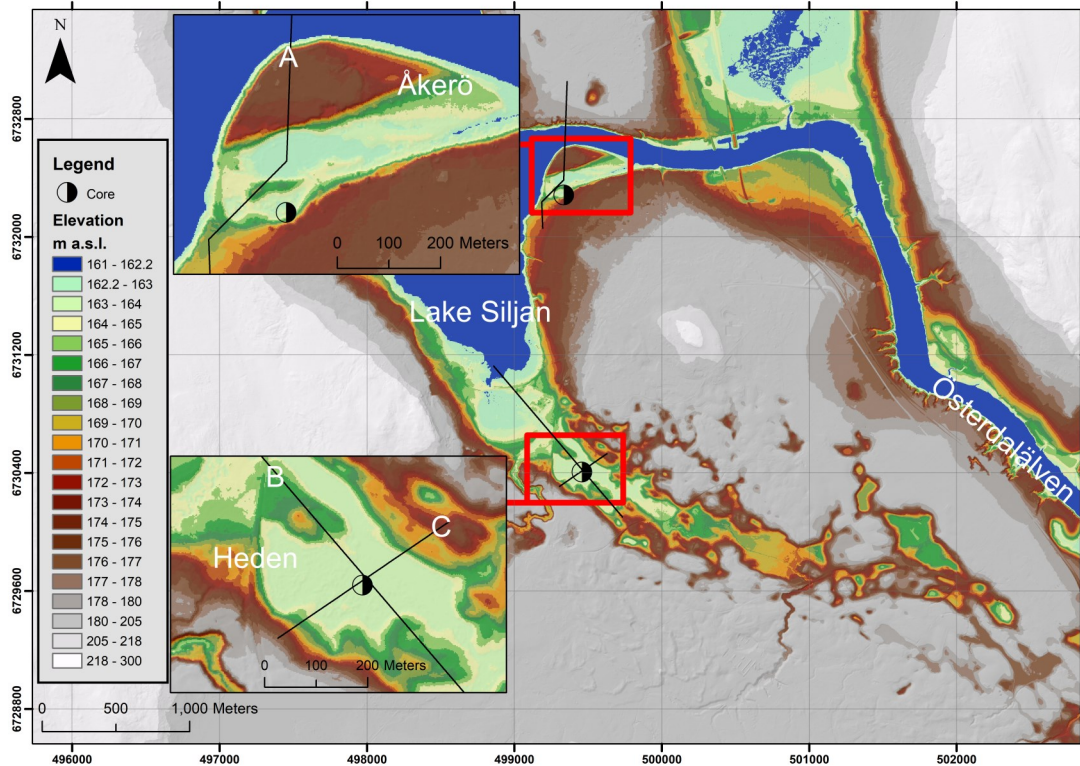 N
A
Åkerö
0 100 200 Meters
Legend
Core
Elevation
m a.s.l.
161 - 162.2
162.2 - 163
163 - 164
164 - 165
165 - 166
166 - 167
167 - 168
168 - 169
169 - 170
170 - 171
171 - 172
172 - 173
173 - 174
174 - 175
175 - 176
176 - 177
177 - 178
178 - 180
180 - 205
205 - 218
218 - 300
Lake Siljan
Österdalälven
B
C
Heden
0 100 200 Meters
0 500 1,000 Meters
6732800
6732000
6731200
6730400
6729600
6728800
496000 497000 498000 499000 500000 501000 502000